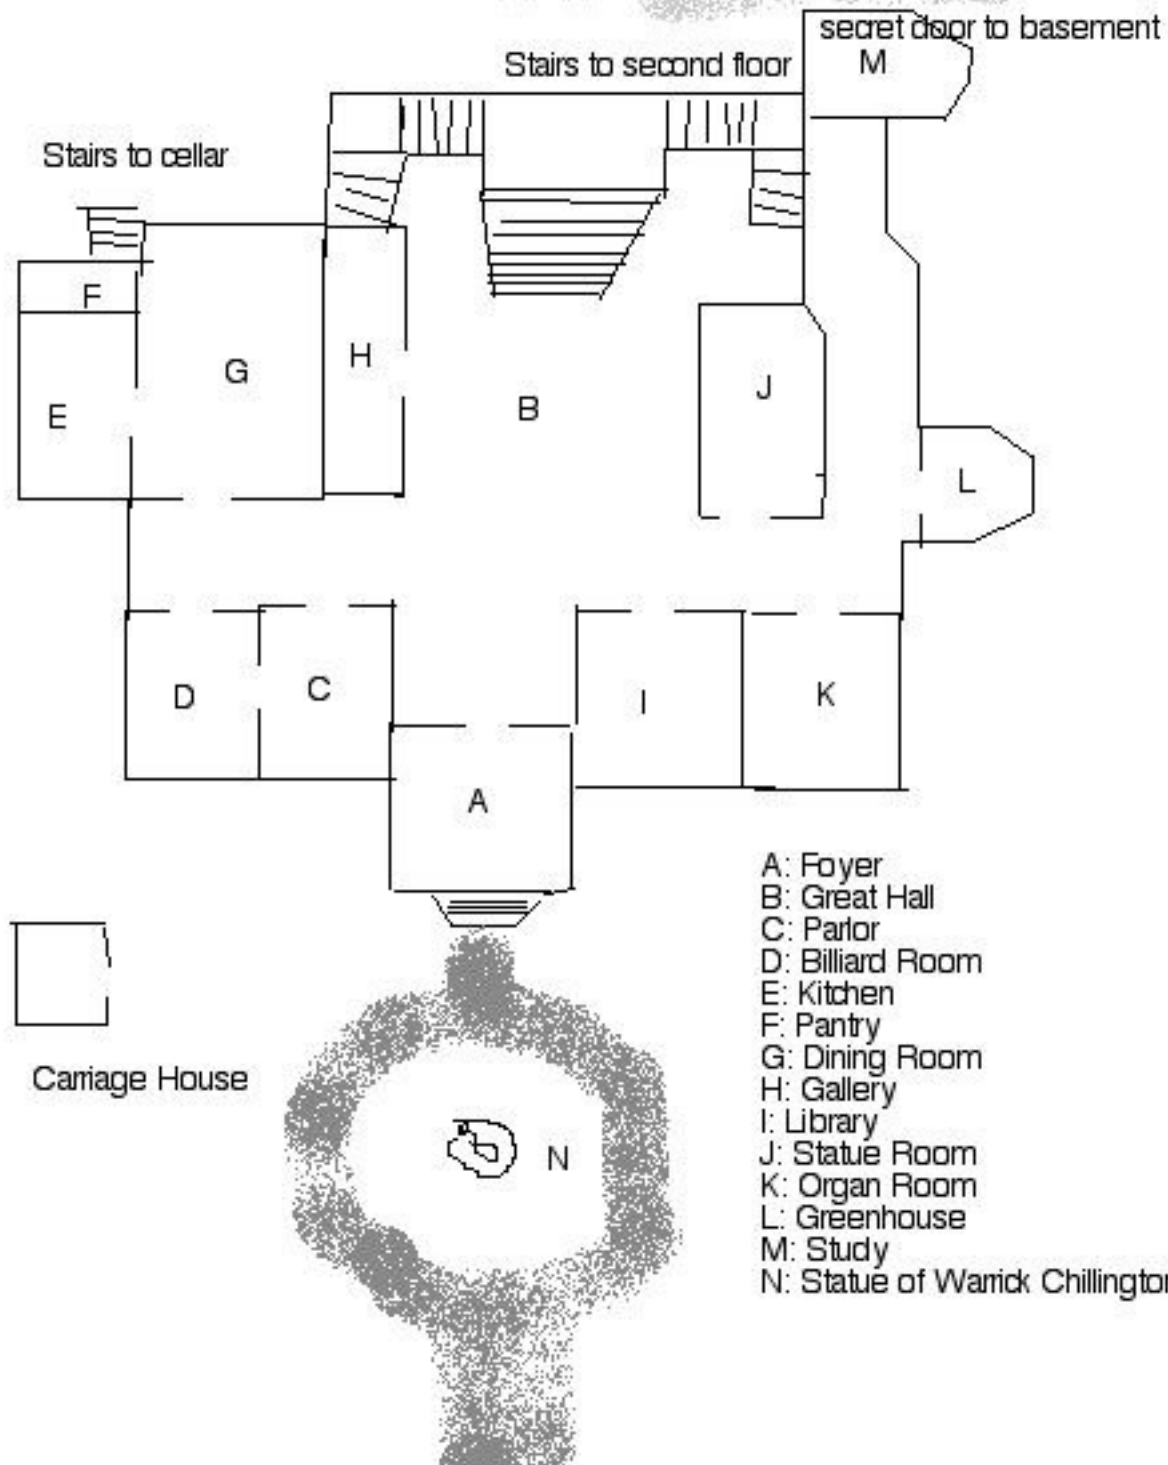 secret door to basement
Stairs to second floor
M
Stairs to cellar
F
H
G
J
B
E
L
D
C
I
K
A
A: Foyer
B: Great Hall
C: Parlor
D: Billiard Room
E: Kitchen
F: Pantry
G: Dining Room
H: Gallery
I: Library
J: Statue Room
K: Organ Room
L: Greenhouse
M: Study
N: Statue of Warrick Chillington
Carriage House
N